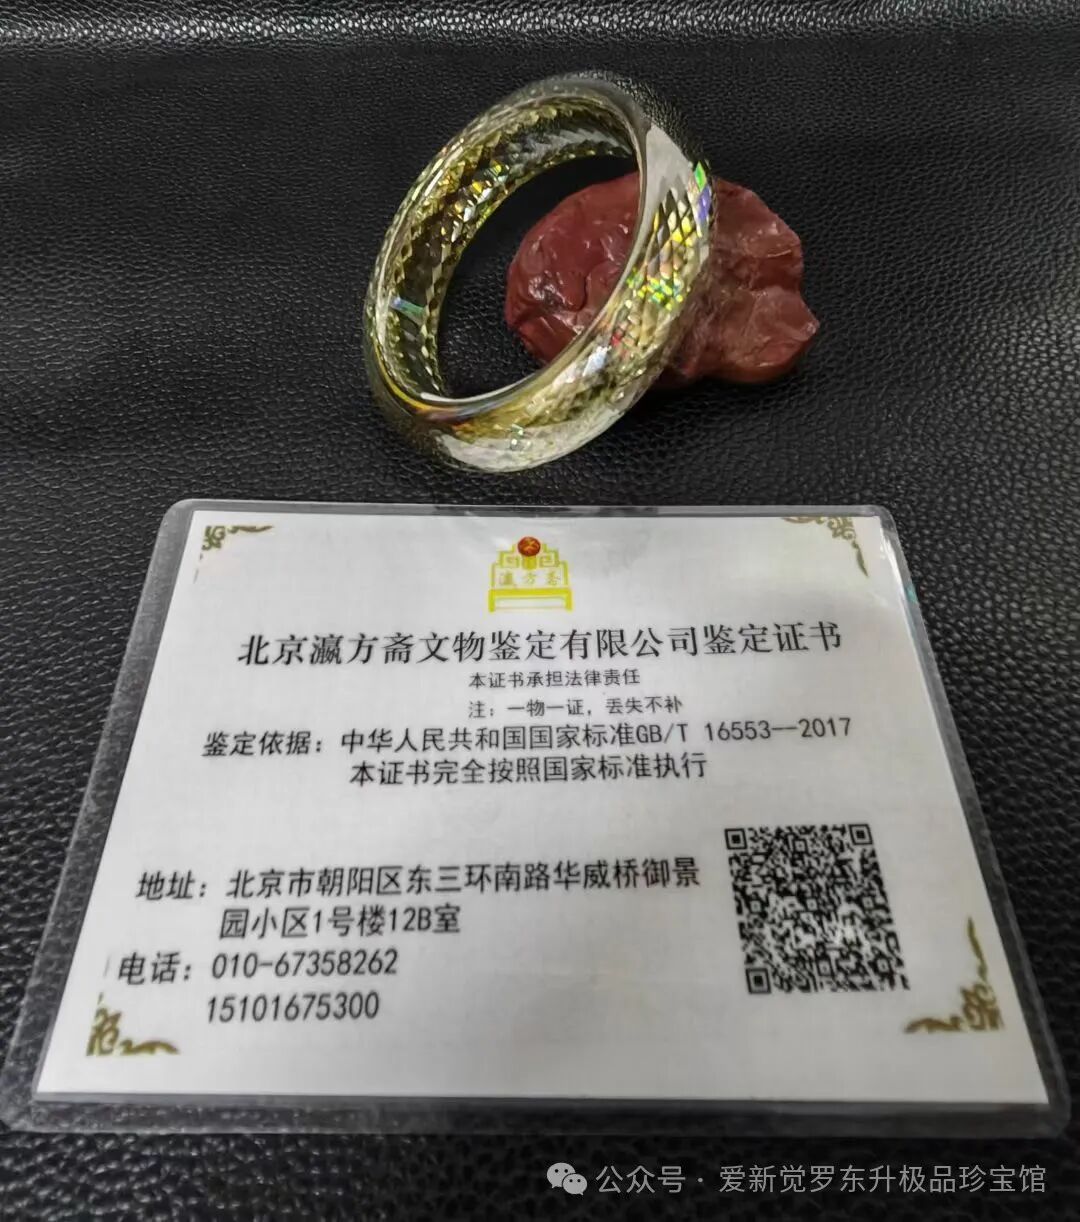 瀛方斋
北京瀛方斋文物鉴定有限公司鉴定证书
本证书承担法律责任
注：一物一证，丢失不补
鉴定依据：中华人民共和国国家标准GB/T 16553--2017
本证书完全按照国家标准执行
地址：北京市朝阳区东三环南路华威桥御景
园小区1号楼12B室
电话：010-67358262
15101675300
公众号·爱新觉罗东升极品珍宝馆